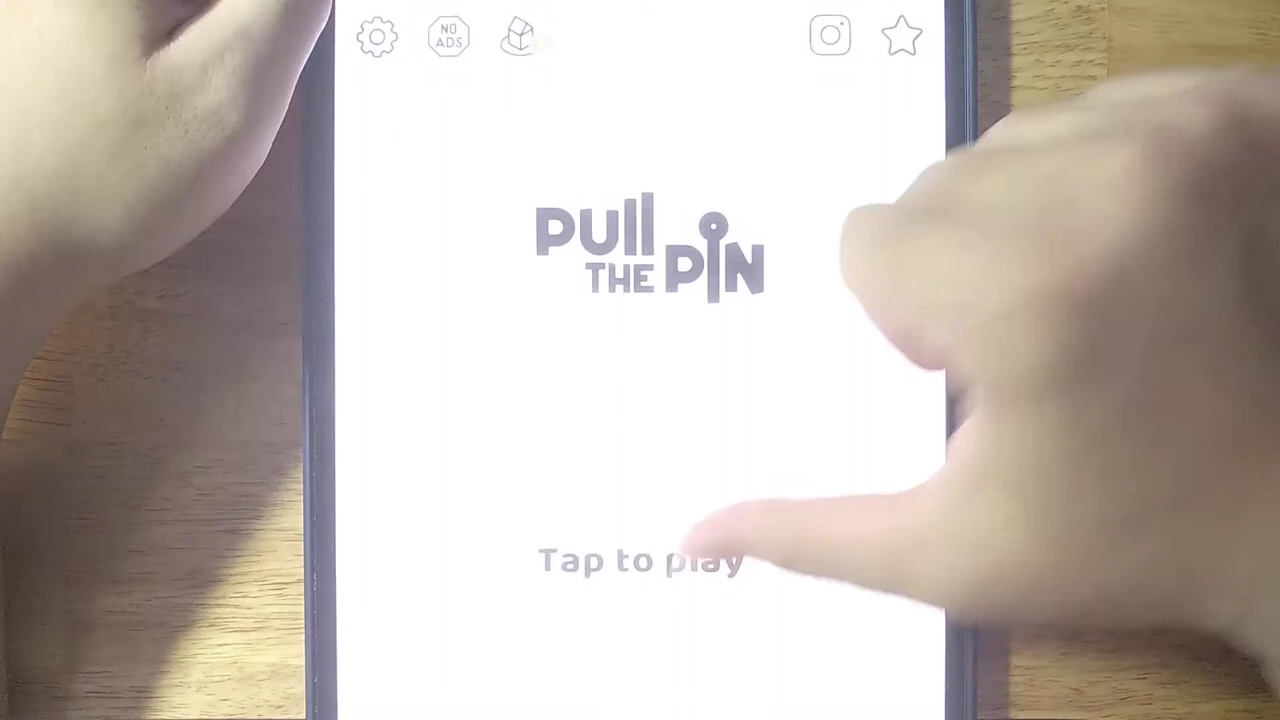 NO
ADS
PUll
THE PIN
Tap to play